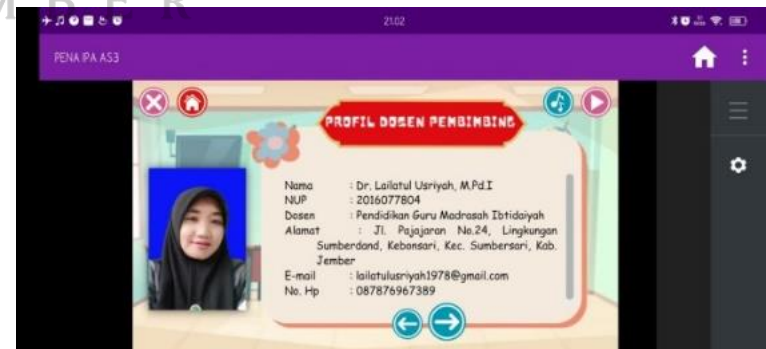 M B E R
21.02
PENA IPA AS3
PROFIL DOSEN PEMBIMBING
Nama : Dr. Lailatul Usriyah, M.Pd.I
NUP : 2016077804
Dosen : Pendidikan Guru Madrasah Ibtidaiyah
Alamat : Jl. Pajajaran No.24, Lingkungan
Sumberdand, Kebonsari, Kec. Sumbersari, Kab.
Jember
E-mail : lailatulusriyah1978@gmail.com
No. Hp : 087876967389